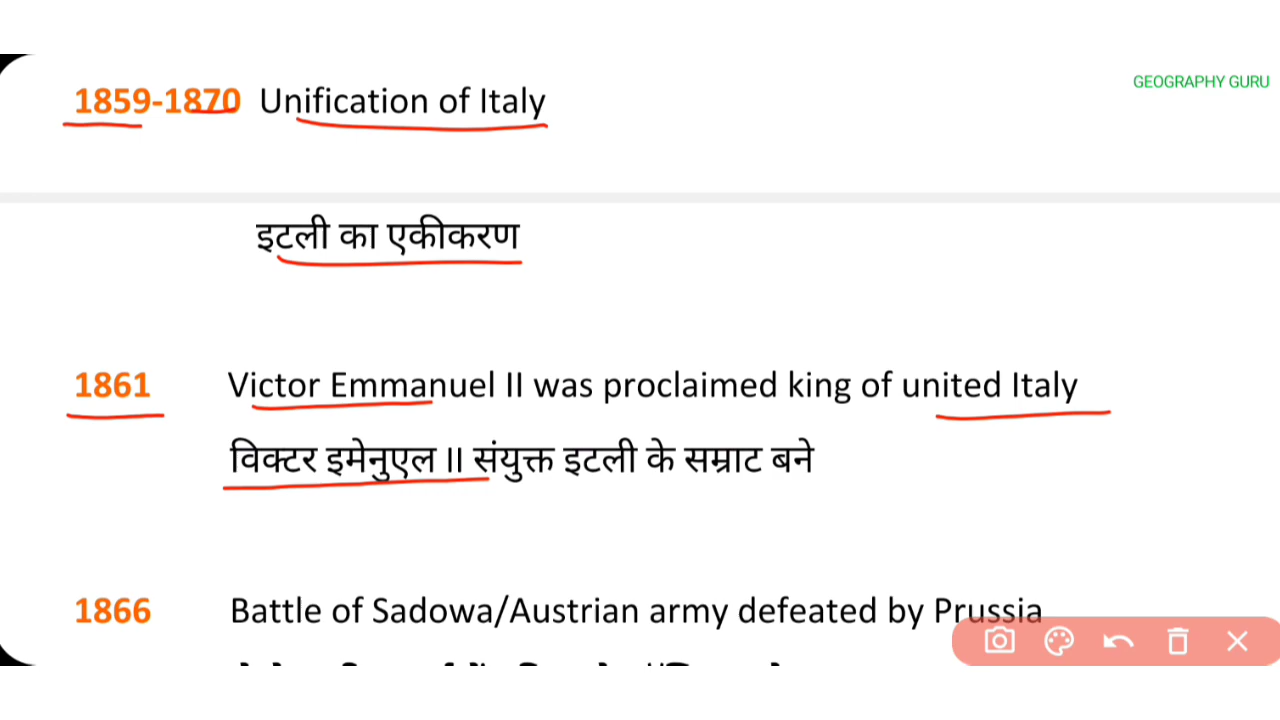 GEOGRAPHY GURU
1859-1870 Unification of Italy
इटली का एकीकरण
1861 Victor Emmanuel II was proclaimed king of united Italy
विक्टर इमेनुएल II संयुक्त इटली के सम्राट बने
1866 Battle of Sadowa/Austrian army defeated by Prussia